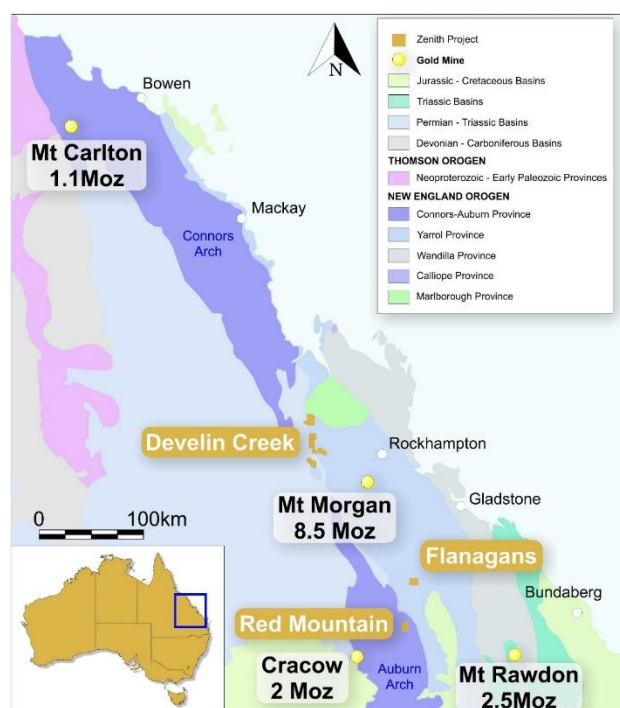 Bowen
Mt Carlton
1.1Moz
Mackay
Connors
Arch
N
Zenith Project
Gold Mine
Jurassic - Cretaceous Basins
Triassic Basins
Permian - Triassic Basins
Devonian - Carboniferous Basins
THOMSON OROGEN
Neoproterozoic - Early Paleozoic Provinces
NEW ENGLAND OROGEN
Connors-Auburn Province
Yarrol Province
Wandilla Province
Calliope Province
Marlborough Province
Develin Creek
Rockhampton
Mt Morgan
8.5 Moz
Gladstone
0 100km
Flanagans
Bundaberg
Red Mountain
Cracow
2 Moz
Auburn
Arch
Mt Rawdon
2.5Moz